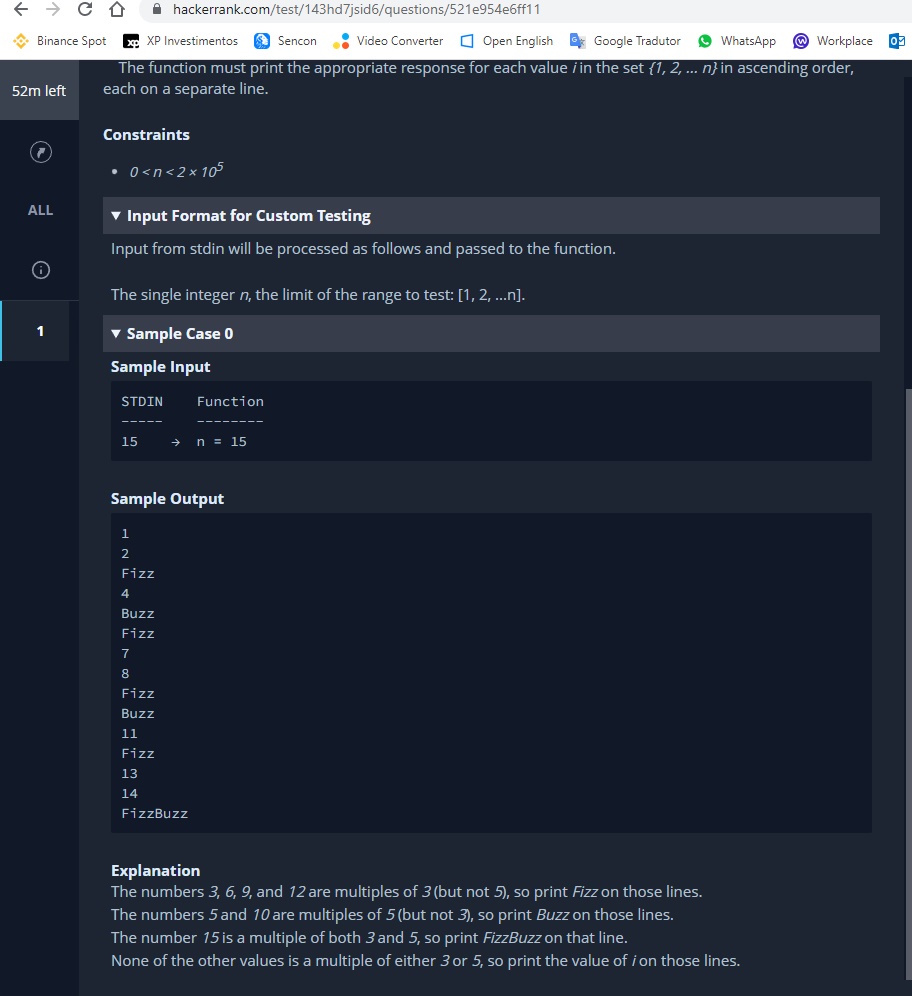 hackerrank.com/test/143hd7jsid6/questions/521e954e6ff11
Binance Spot XP XP Investimentos Sencon Video Converter Open English Google Tradutor WhatsApp Workplace
The function must print the appropriate response for each value i in the set {1, 2, ... n} in ascending order,
52m left
each on a separate line.
Constraints
• 0 < n < 2 × 10^5
ALL
▼ Input Format for Custom Testing
Input from stdin will be processed as follows and passed to the function.
The single integer n, the limit of the range to test: [1, 2, ...n].
1
▼ Sample Case 0
Sample Input
STDIN Function
----- --------
15 → n = 15
Sample Output
1
2
Fizz
4
Buzz
Fizz
7
8
Fizz
Buzz
11
Fizz
13
14
FizzBuzz
Explanation
The numbers 3, 6, 9, and 12 are multiples of 3 (but not 5), so print Fizz on those lines.
The numbers 5 and 10 are multiples of 5 (but not 3), so print Buzz on those lines.
The number 15 is a multiple of both 3 and 5, so print FizzBuzz on that line.
None of the other values is a multiple of either 3 or 5, so print the value of i on those lines.